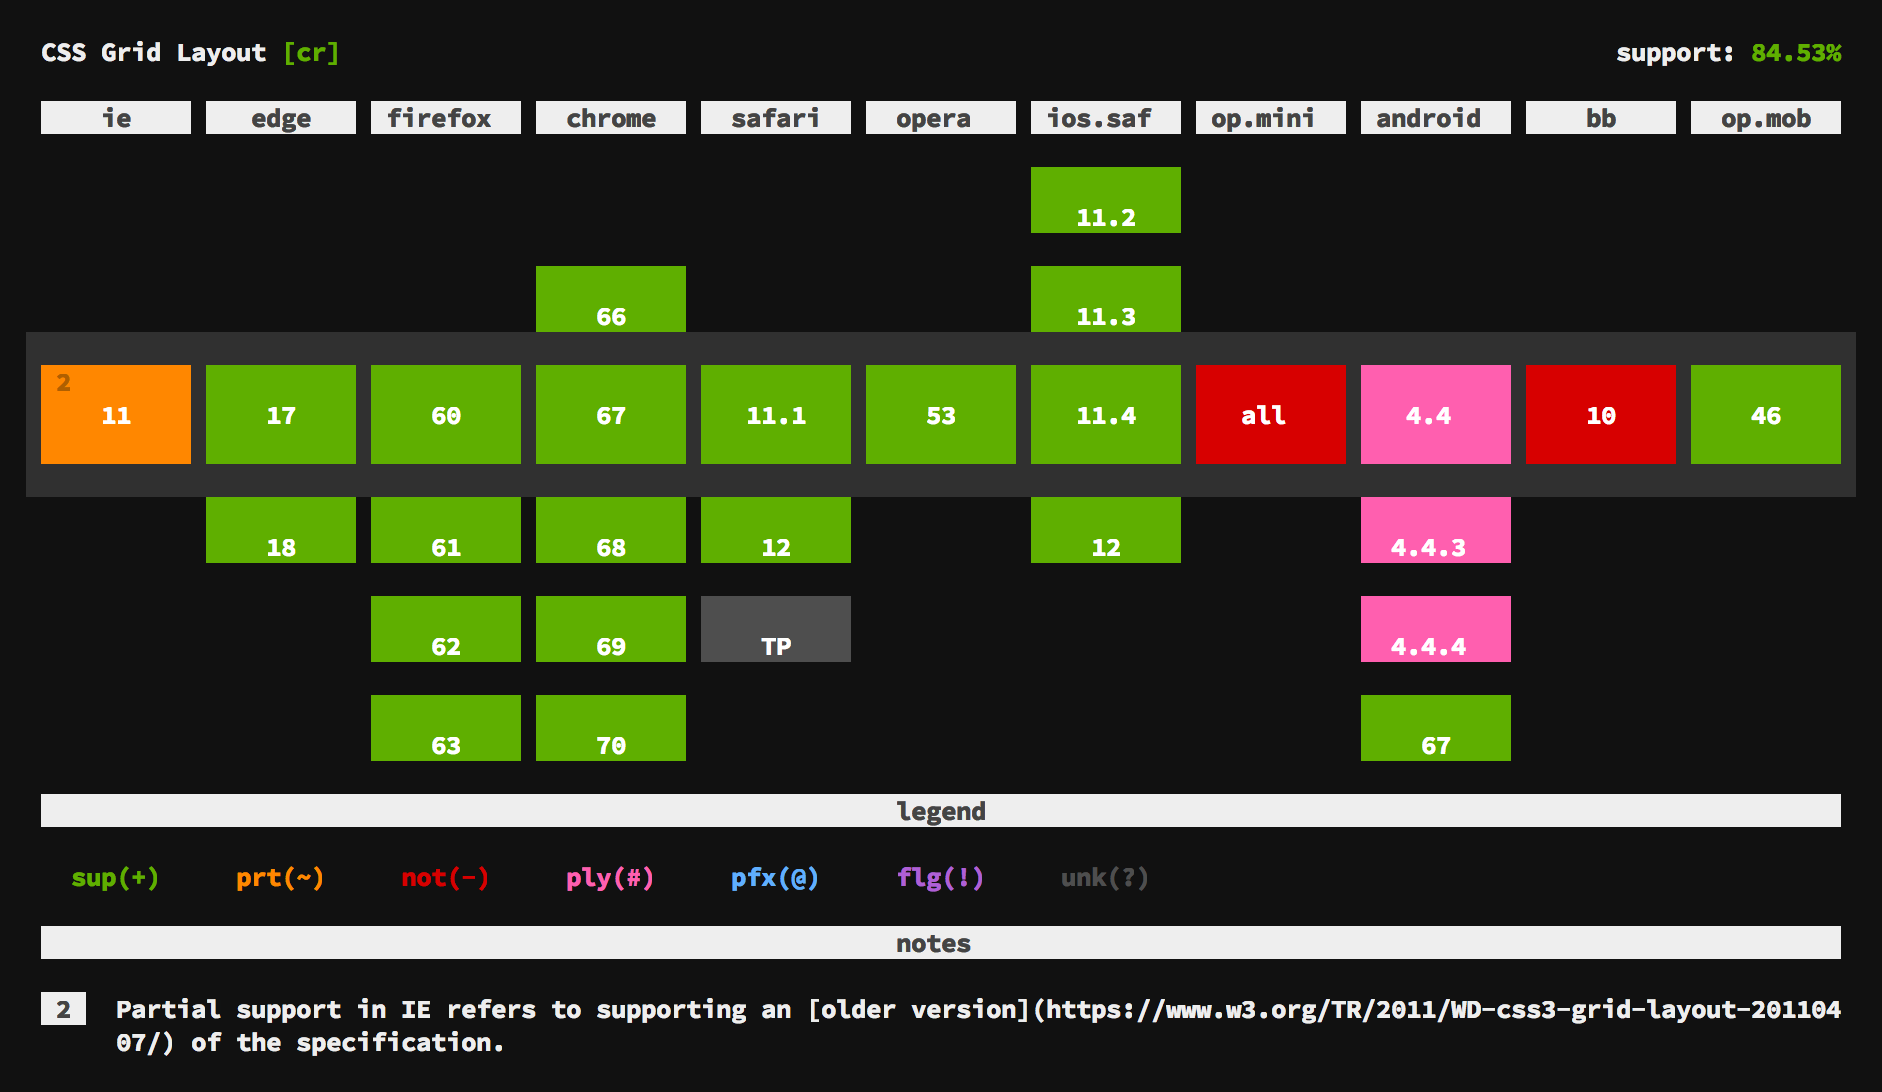 CSS Grid Layout [cr] support: 84.53%
ie edge firefox chrome safari opera ios.saf op.mini android bb op.mob
11.2
66 11.3
2
11 17 60 67 11.1 53 11.4 all 4.4 10 46
18 61 68 12 12 4.4.3
62 69 TP 4.4.4
63 70 67
legend
sup(+) prt(~) not(-) ply(#) pfx(@) flg(!) unk(?)
notes
2 Partial support in IE refers to supporting an [older version](https://www.w3.org/TR/2011/WD-css3-grid-layout-201104
07/) of the specification.